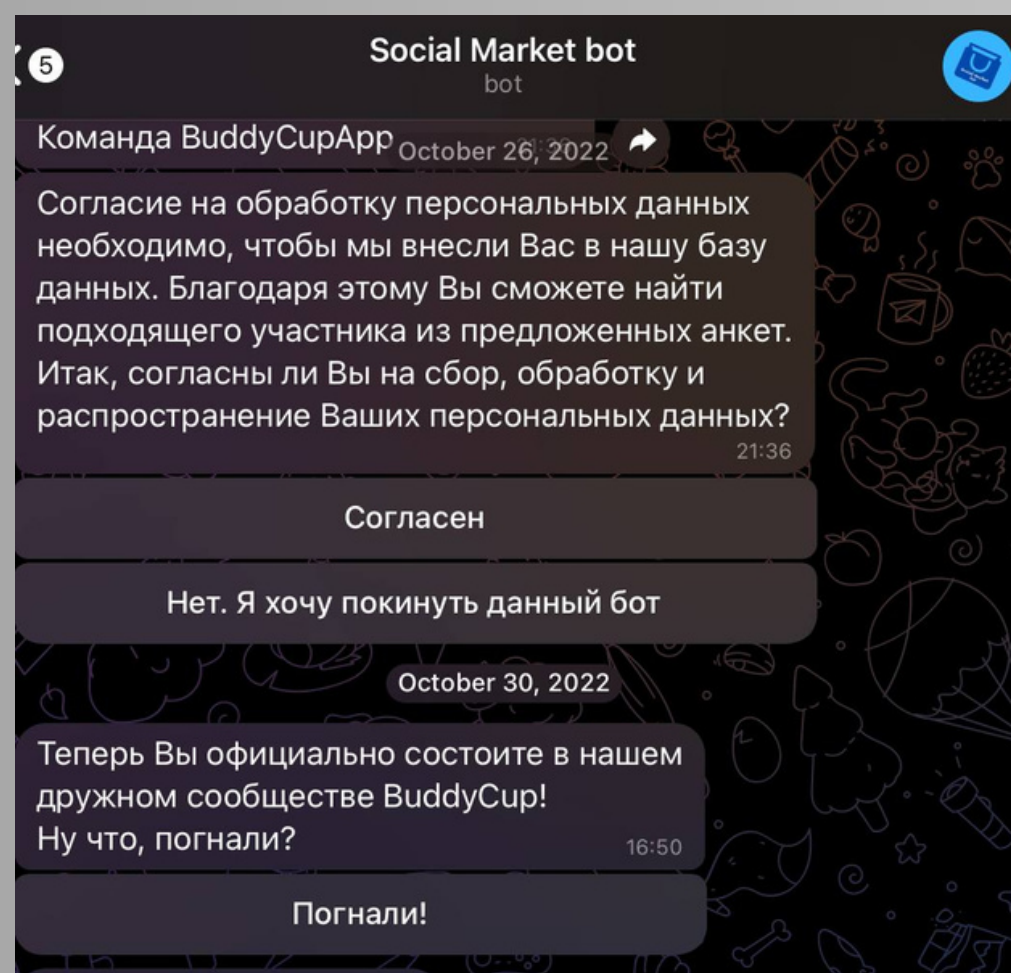 5
Social Market bot
bot
Команда BuddyCupApp
October 26, 2022
Согласие на обработку персональных данных
необходимо, чтобы мы внесли Вас в нашу базу
данных. Благодаря этому Вы сможете найти
подходящего участника из предложенных анкет.
Итак, согласны ли Вы на сбор, обработку и
распространение Ваших персональных данных?
21:36
Согласен
Нет. Я хочу покинуть данный бот
October 30, 2022
Теперь Вы официально состоите в нашем
дружном сообществе BuddyCup!
Ну что, погнали?
16:50
Погнали!